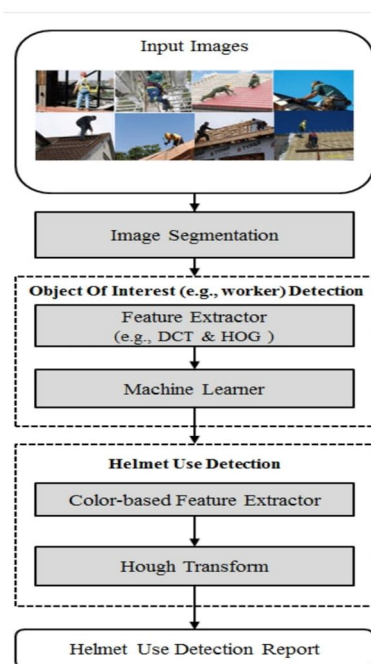 Input Images
Image Segmentation
Object Of Interest (e.g., worker) Detection
Feature Extractor
(e.g., DCT & HOG )
Machine Learner
Helmet Use Detection
Color-based Feature Extractor
Hough Transform
Helmet Use Detection Report